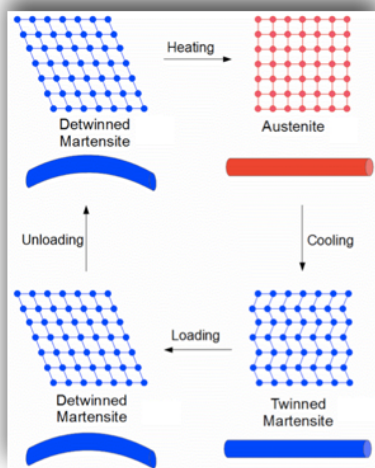 Heating
Detwinned
Martensite
Austenite
Unloading
Cooling
Loading
Detwinned
Martensite
Twinned
Martensite